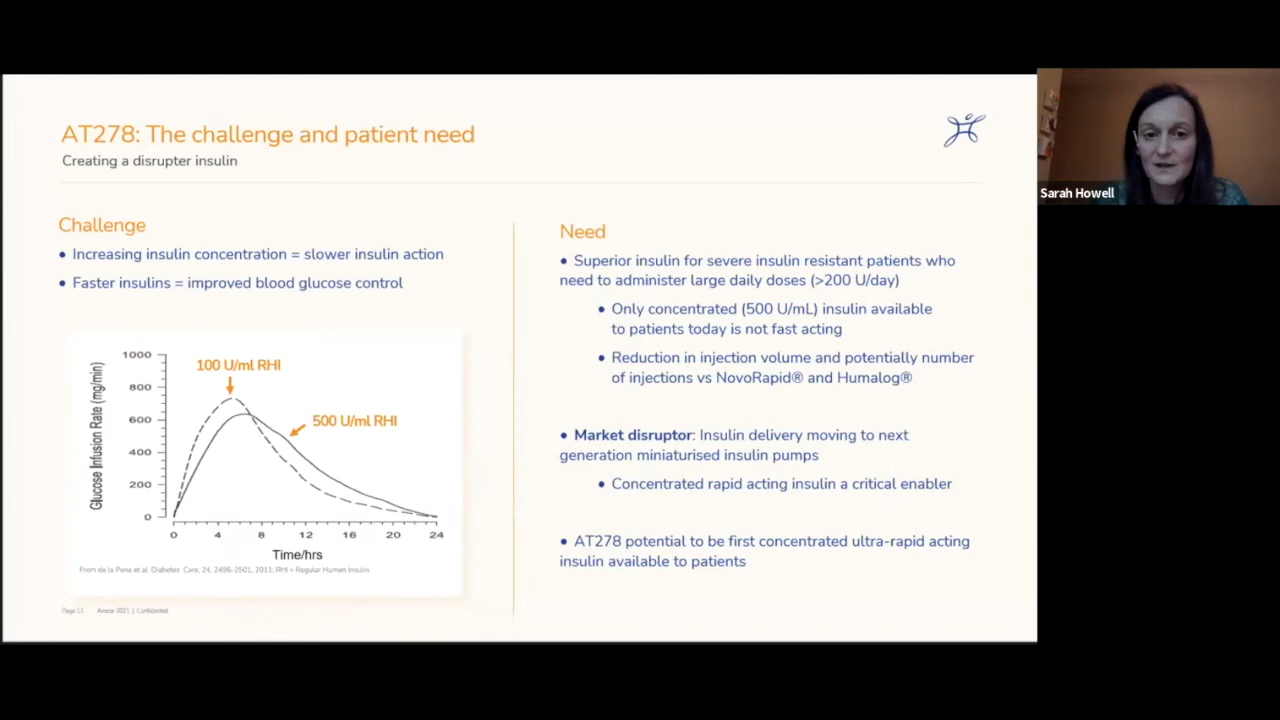 AT278: The challenge and patient need
Creating a disrupter insulin
Challenge
• Increasing insulin concentration = slower insulin action
• Faster insulins = improved blood glucose control
Glucose Infusion Rate (mg/min)
1000
800
600
400
200
0
100 U/ml RHI
500 U/ml RHI
0 4 8 12 16 20 24
Time/hrs
From de la Pena et al. Diabetes Care, 24, 2496-2501, 2011; RHI = Regular Human Insulin
Page 11 Arecor 2021 | Confidential
Need
• Superior insulin for severe insulin resistant patients who
need to administer large daily doses (>200 U/day)
• Only concentrated (500 U/mL) insulin available
to patients today is not fast acting
• Reduction in injection volume and potentially number
of injections vs NovoRapid® and Humalog®
• Market disruptor: Insulin delivery moving to next
generation miniaturised insulin pumps
• Concentrated rapid acting insulin a critical enabler
• AT278 potential to be first concentrated ultra-rapid acting
insulin available to patients
Sarah Howell